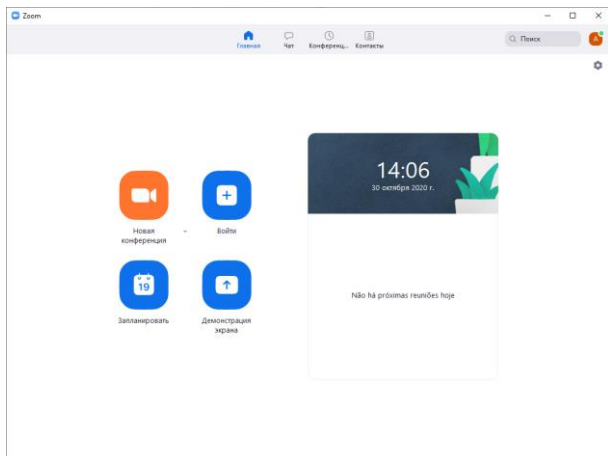 Zoom
Главная
Чат
Конференц...
Контакты
Поиск
A
14:06
30 октября 2020 г.
Новая
конференция
Войти
19
Запланировать
Демонстрация
экрана
Não há próximas reuniões hoje